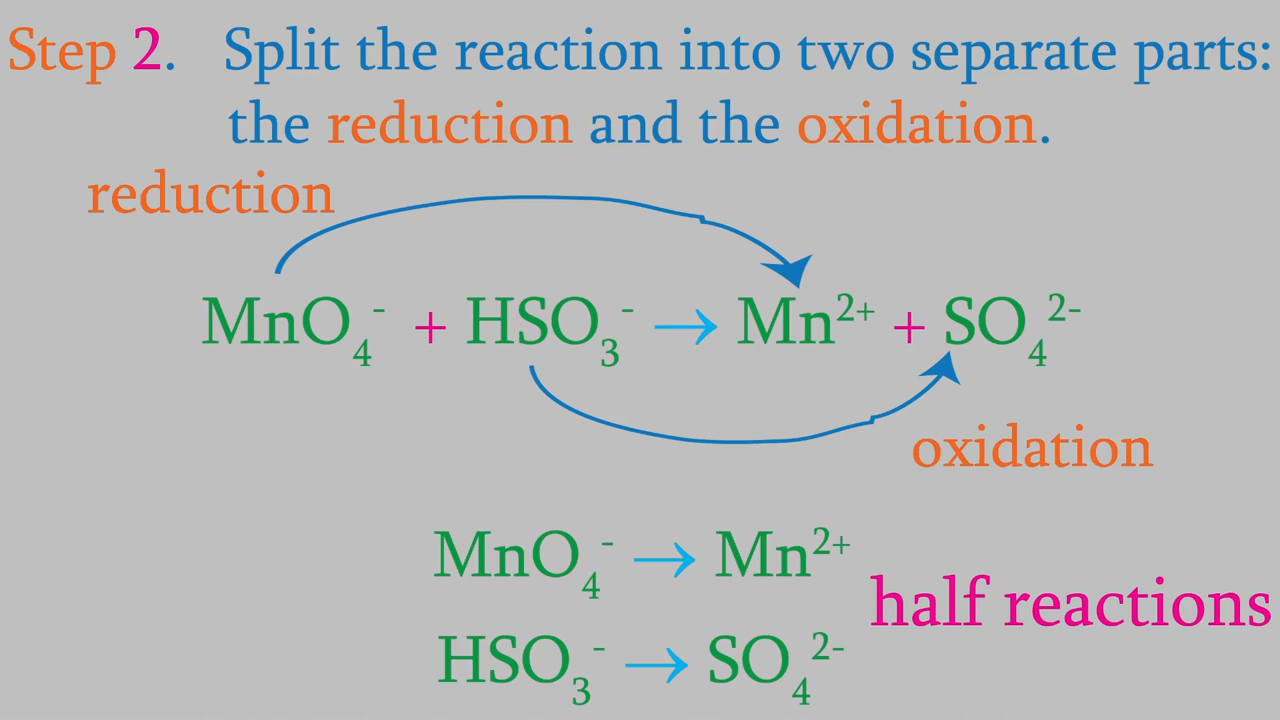 Step 2. Split the reaction into two separate parts:
the reduction and the oxidation.
reduction
MnO₄⁻ + HSO₃⁻ → Mn²⁺ + SO₄²⁻
oxidation
MnO₄⁻ → Mn²⁺
half reactions
HSO₃⁻ → SO₄²⁻